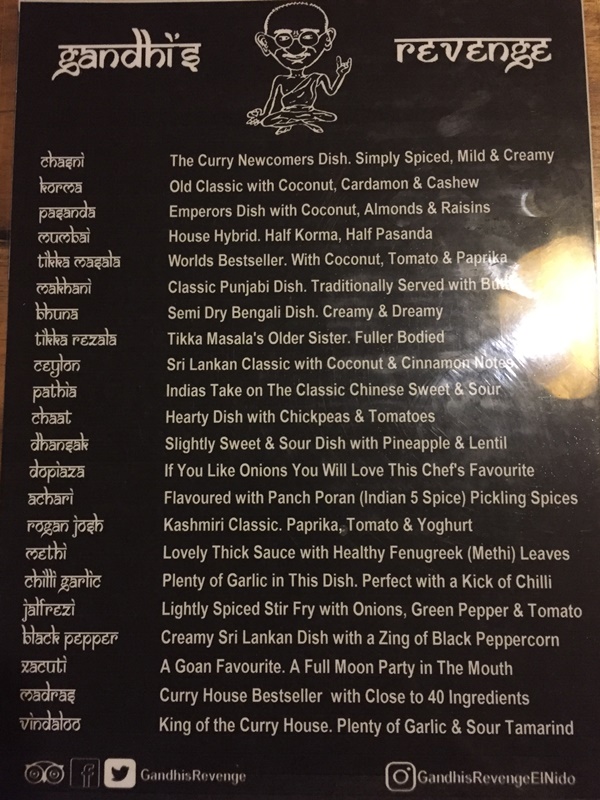 Gandhi's Revenge
chasni The Curry Newcomers Dish. Simply Spiced, Mild & Creamy
korma Old Classic with Coconut, Cardamon & Cashew
pasanda Emperors Dish with Coconut, Almonds & Raisins
mumbai House Hybrid. Half Korma, Half Pasanda
tikka masala Worlds Bestseller. With Coconut, Tomato & Paprika
makhani Classic Punjabi Dish. Traditionally Served with
bhuna Semi Dry Bengali Dish. Creamy & Dreamy
tikka rezala Tikka Masala's Older Sister. Fuller Bodied
ceylon Sri Lankan Classic with Coconut & Cinnamon Notes
pathia Indias Take on The Classic Chinese Sweet & Sour
chaat Hearty Dish with Chickpeas & Tomatoes
dhansak Slightly Sweet & Sour Dish with Pineapple & Lentil
dopiaza If You Like Onions You Will Love This Chef's Favourite
achari Flavoured with Panch Poran (Indian 5 Spice) Pickling Spices
rogan josh Kashmiri Classic. Paprika, Tomato & Yoghurt
methi Lovely Thick Sauce with Healthy Fenugreek (Methi) Leaves
chilli garlic Plenty of Garlic in This Dish. Perfect with a Kick of Chilli
jalfrezi Lightly Spiced Stir Fry with Onions, Green Pepper & Tomato
black pepper Creamy Sri Lankan Dish with a Zing of Black Peppercorn
xacuti A Goan Favourite. A Full Moon Party in The Mouth
madras Curry House Bestseller with Close to 40 Ingredients
vindaloo King of the Curry House. Plenty of Garlic & Sour Tamarind
GandhisRevenge GandhisRevengeElNido